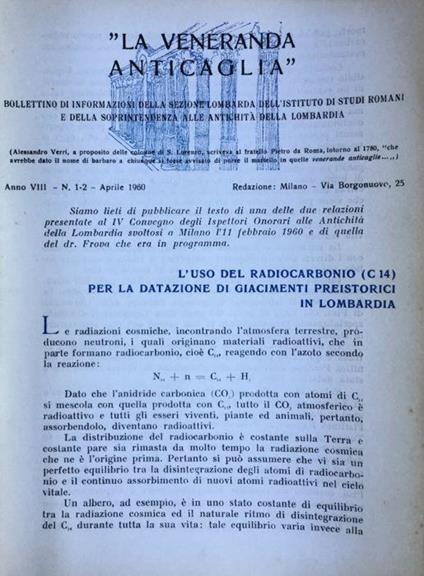 "LA VENERANDA
ANTICAGLIA"
BOLLETTINO DI INFORMAZIONI DELLA SEZIONE LOMBARDA DELL'ISTITUTO DI STUDI ROMANI
E DELLA SOPRINTENDENZA ALLE ANTICHITÀ DELLA LOMBARDIA
(Alessandro Verri, a proposito delle colonne di S. Lorenzo, scriveva al fratello Pietro da Roma, intorno al 1780, "che
avrebbe dato il nome di barbaro a chiunque si fosse avvisato di porre il martello in quelle venerande anticaglie....)
Anno VIII - N. 1-2 - Aprile 1960
Redazione: Milano - Via Borgonuovo, 25
Siamo lieti di pubblicare il testo di una delle due relazioni
presentate al IV Convegno degli Ispettori Onorari alle Antichità
della Lombardia svoltosi a Milano l'11 febbraio 1960 e di quella
del dr. Frova che era in programma.
L'USO DEL RADIOCARBONIO (C 14)
PER LA DATAZIONE DI GIACIMENTI PREISTORICI
IN LOMBARDIA
Le radiazioni cosmiche, incontrando l'atmosfera terrestre, pro-
ducono neutroni, i quali originano materiali radioattivi, che in
parte formano radiocarbonio, cioè C₁₄, reagendo con l'azoto secondo
la reazione:
N₁₄ + n = C₁₄ + H₁
Dato che l'anidride carbonica (CO₂) prodotta con atomi di C₁₄
si mescola con quella prodotta con C₁₂, tutto il CO₂ atmosferico è
radioattivo e tutti gli esseri viventi, piante ed animali, pertanto,
assorbendolo, diventano radioattivi.
La distribuzione del radiocarbonio è costante sulla Terra e
costante pare sia rimasta da molto tempo la radiazione cosmica
che ne è l'origine prima. Pertanto si può assumere che vi sia un
perfetto equilibrio tra la disintegrazione degli atomi di radiocarbo-
nio e il continuo assorbimento di nuovi atomi radioattivi nel ciclo
vitale.
Un albero, ad esempio, è in uno stato costante di equilibrio
tra la radiazione cosmica ed il naturale ritmo di disintegrazione
del C₁₄ durante tutta la sua vita: tale equilibrio varia invece alla